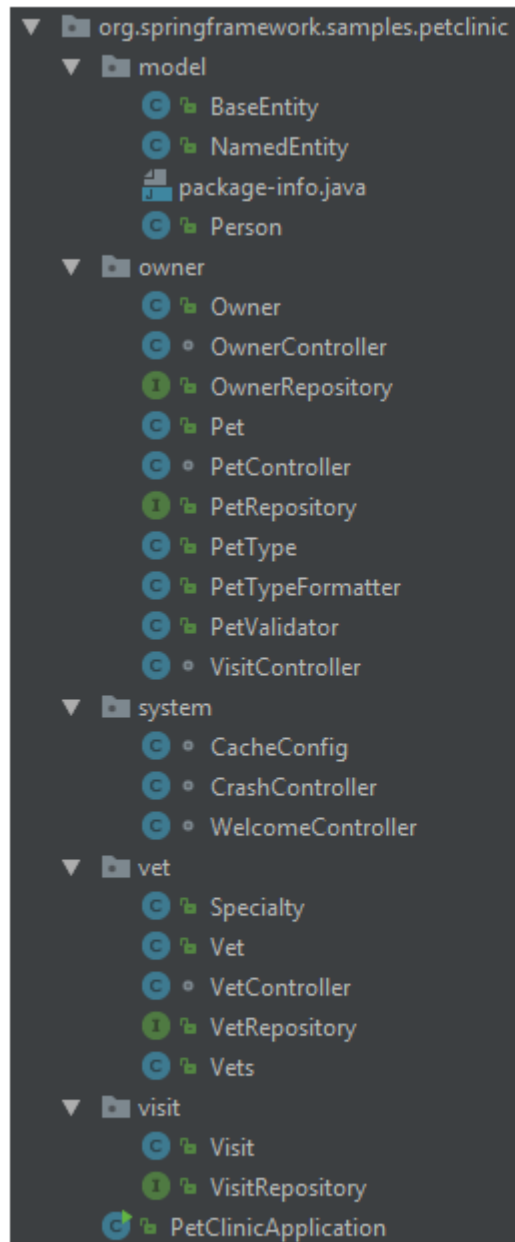 org.springframework.samples.petclinic
model
BaseEntity
NamedEntity
package-info.java
Person
owner
Owner
OwnerController
OwnerRepository
Pet
PetController
PetRepository
PetType
PetTypeFormatter
PetValidator
VisitController
system
CacheConfig
CrashController
WelcomeController
vet
Specialty
Vet
VetController
VetRepository
Vets
visit
Visit
VisitRepository
PetClinicApplication